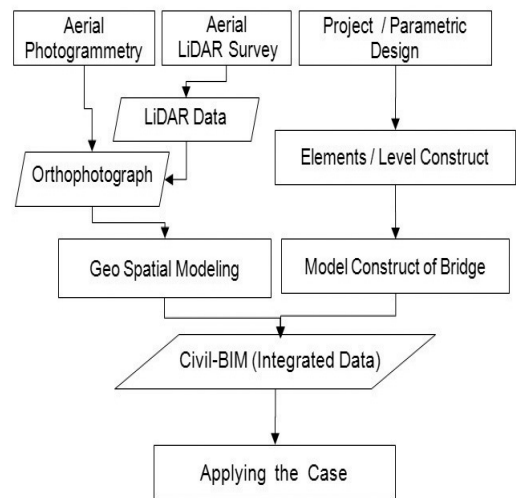 Aerial
Photogrammetry
Aerial
LiDAR Survey
Project / Parametric
Design
LiDAR Data
Orthophotograph
Elements / Level Construct
Geo Spatial Modeling
Model Construct of Bridge
Civil-BIM (Integrated Data)
Applying the Case